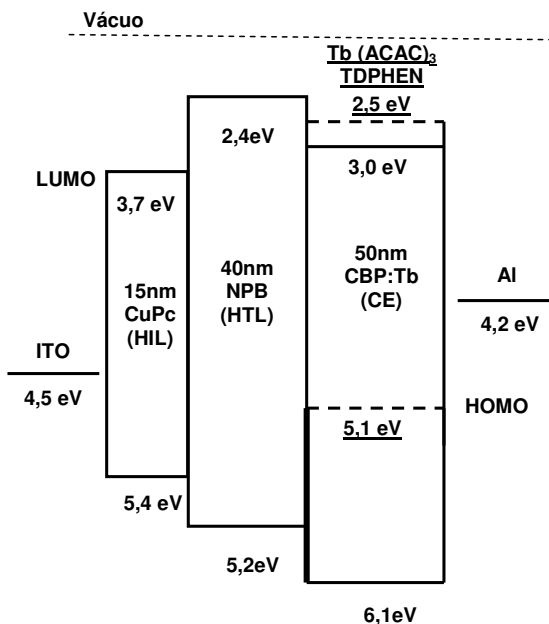 Vácuo
Tb (ACAC)3
TDPHEN
2,5 eV
2,4eV
3,0 eV
LUMO
3,7 eV
50nm
CBP:Tb
(CE)
40nm
NPB
(HTL)
15nm
CuPc
(HIL)
Al
4,2 eV
ITO
4,5 eV
HOMO
5,1 eV
5,4 eV
5,2eV
6,1eV